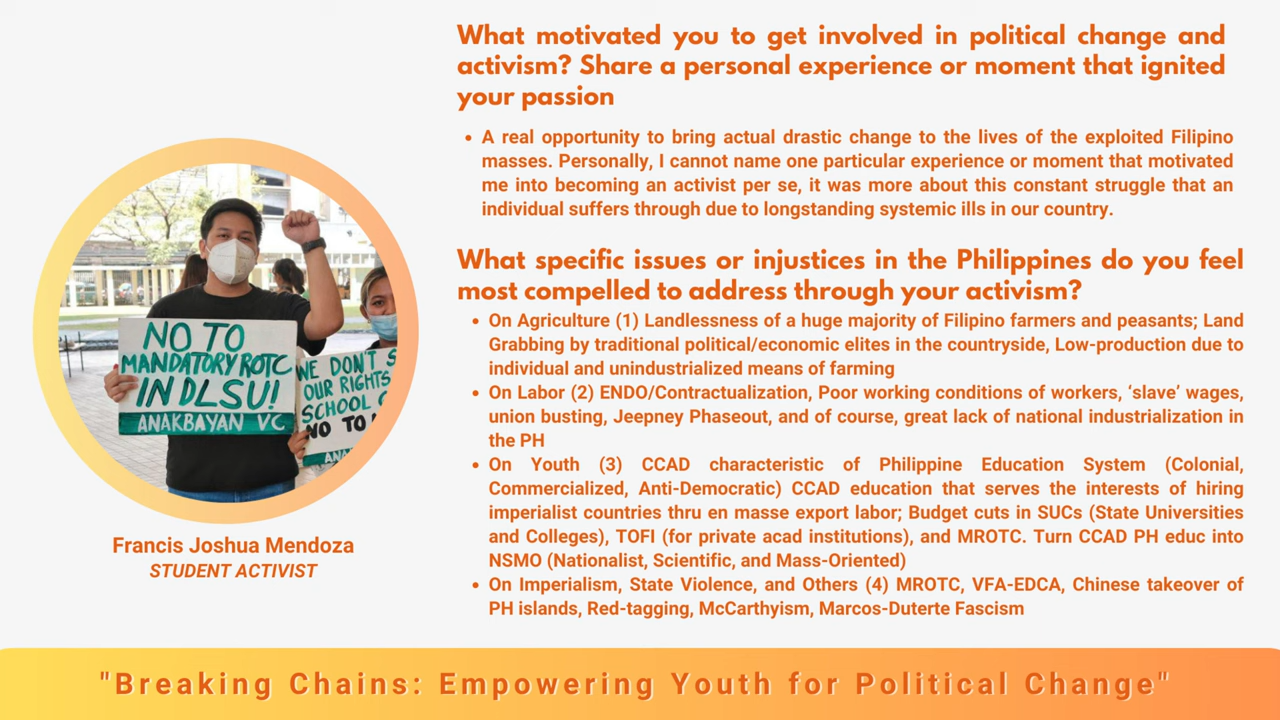 What motivated you to get involved in political change and
activism? Share a personal experience or moment that ignited
your passion
• A real opportunity to bring actual drastic change to the lives of the exploited Filipino
masses. Personally, I cannot name one particular experience or moment that motivated
me into becoming an activist per se, it was more about this constant struggle that an
individual suffers through due to longstanding systemic ills in our country.
What specific issues or injustices in the Philippines do you feel
most compelled to address through your activism?
• On Agriculture (1) Landlessness of a huge majority of Filipino farmers and peasants; Land
Grabbing by traditional political/economic elites in the countryside, Low-production due to
individual and unindustrialized means of farming
• On Labor (2) ENDO/Contractualization, Poor working conditions of workers, ‘slave’ wages,
union busting, Jeepney Phaseout, and of course, great lack of national industrialization in
the PH
• On Youth (3) CCAD characteristic of Philippine Education System (Colonial,
Commercialized, Anti-Democratic) CCAD education that serves the interests of hiring
imperialist countries thru en masse export labor; Budget cuts in SUCs (State Universities
and Colleges), TOFI (for private acad institutions), and MROTC. Turn CCAD PH educ into
NSMO (Nationalist, Scientific, and Mass-Oriented)
• On Imperialism, State Violence, and Others (4) MROTC, VFA-EDCA, Chinese takeover of
PH islands, Red-tagging, McCarthyism, Marcos-Duterte Fascism
NO TO
MANDATORY ROTC
IN DLSU!
ANAKBAYAN VC
WE DON'T S
OUR RIGHTS
SCHOOL
NO TO
ANA
Francis Joshua Mendoza
STUDENT ACTIVIST
"Breaking Chains: Empowering Youth for Political Change"